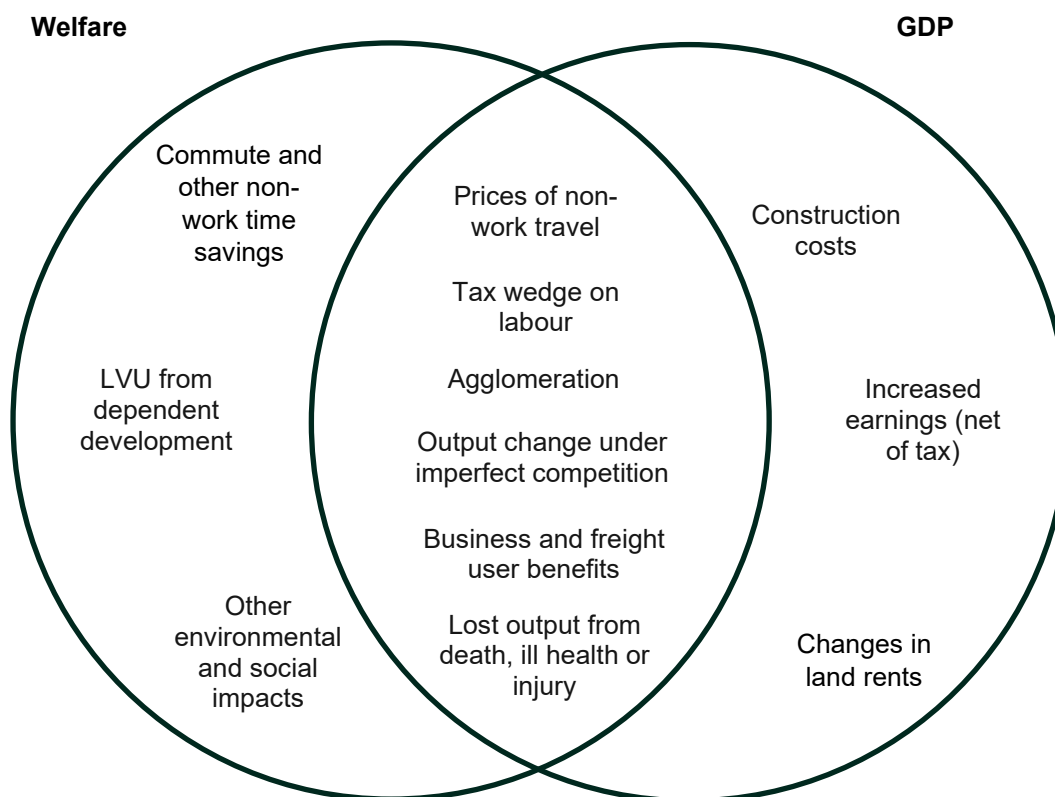 Welfare
GDP
Commute and
other non-
work time
savings
LVU from
dependent
development
Other
environmental
and social
impacts
Prices of non-
work travel
Tax wedge on
labour
Agglomeration
Output change under
imperfect competition
Business and freight
user benefits
Lost output from
death, ill health or
injury
Construction
costs
Increased
earnings (net
of tax)
Changes in
land rents